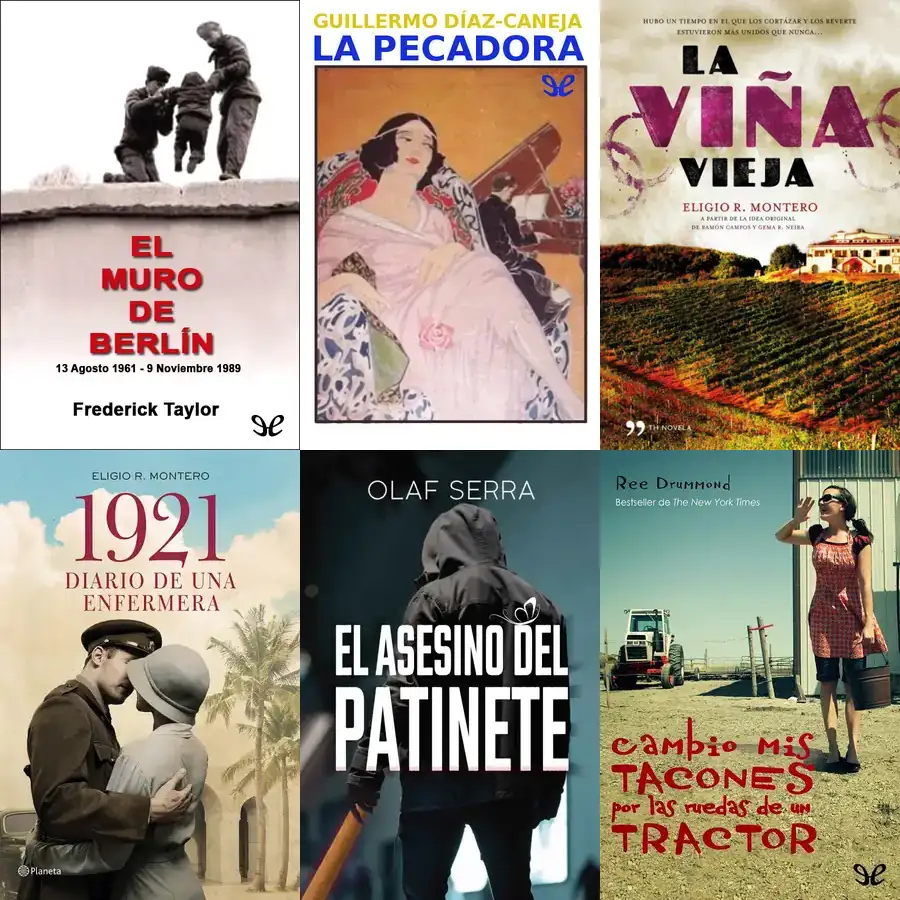 EL
MURO
DE
BERLÍN
13 Agosto 1961 - 9 Noviembre 1989
Frederick Taylor
GUILLERMO DÍAZ-CANEJA
LA PECADORA
HUBO UN TIEMPO EN EL QUE LOS CORTÁZAR Y LOS REVERTE
ESTUVIERON MÁS UNIDOS QUE NUNCA...
LA
VIÑA
VIEJA
ELIGIO R. MONTERO
A PARTIR DE LA IDEA ORIGINAL
DE RAMÓN CAMPOS Y GEMA R. NEIRA
TH NOVELA
ELIGIO R. MONTERO
1921
DIARIO DE UNA
ENFERMERA
Planeta
OLAF SERRA
EL ASESINO DEL
PATINETE
Ree Drummond
Bestseller de The New York Times
cambio mis
TACONES
por las ruedas de un
TRACTOR